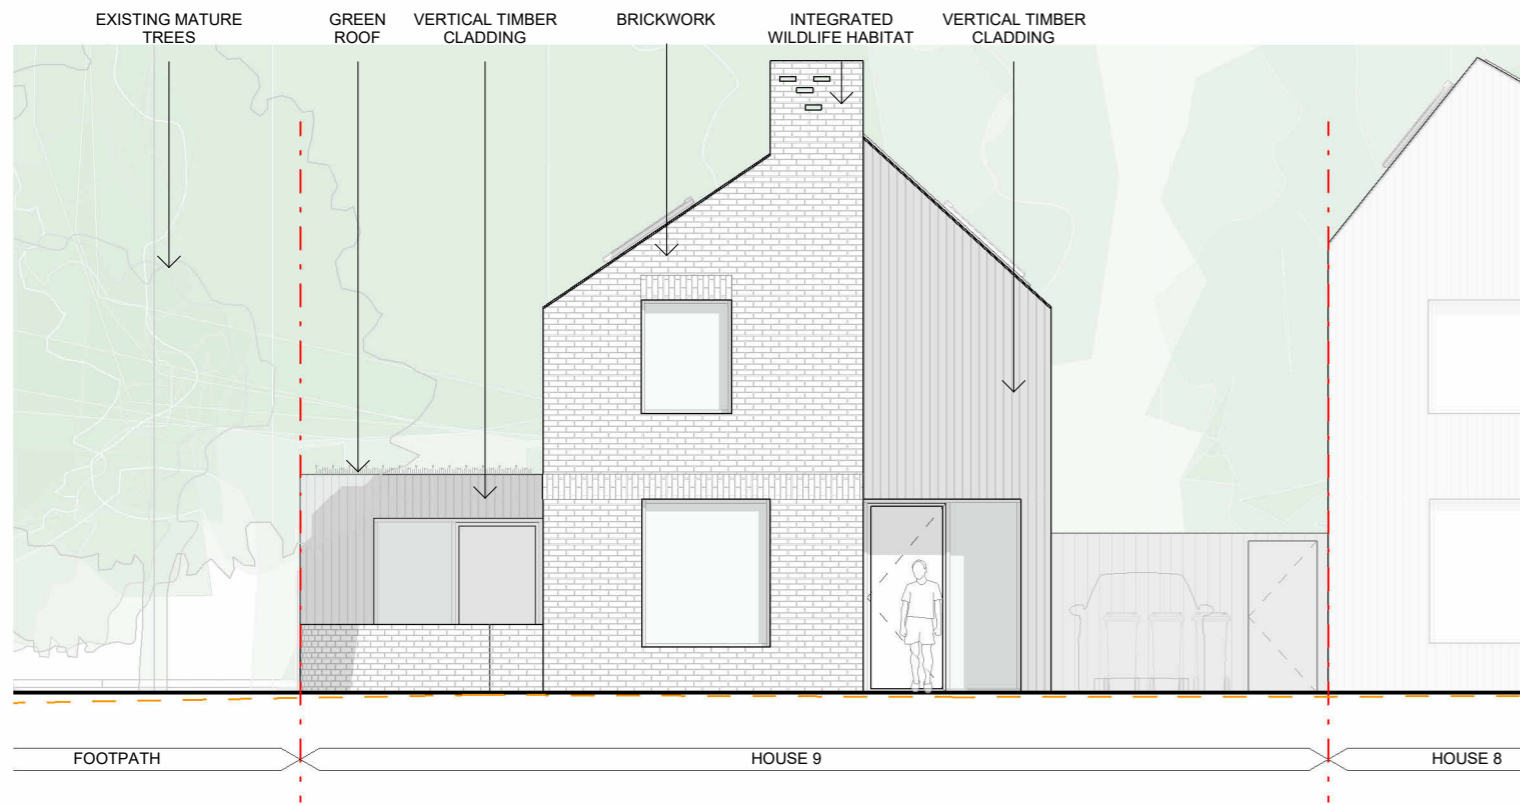 EXISTING MATURE
TREES
GREEN
ROOF
VERTICAL TIMBER
CLADDING
BRICKWORK
INTEGRATED
WILDLIFE HABITAT
VERTICAL TIMBER
CLADDING
FOOTPATH
HOUSE 9
HOUSE 8